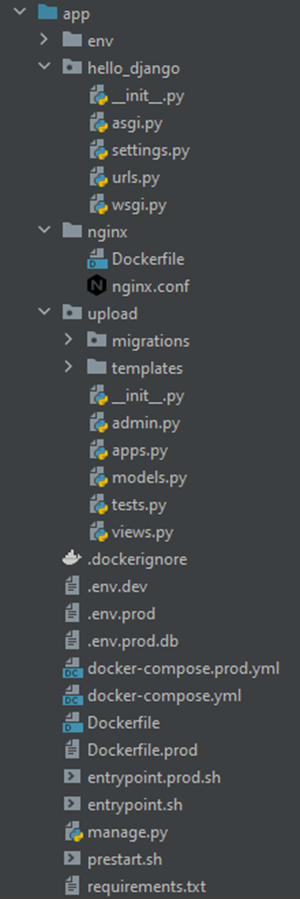 app
env
hello_django
__init__.py
asgi.py
settings.py
urls.py
wsgi.py
nginx
Dockerfile
nginx.conf
upload
migrations
templates
__init__.py
admin.py
apps.py
models.py
tests.py
views.py
.dockerignore
.env.dev
.env.prod
.env.prod.db
docker-compose.prod.yml
docker-compose.yml
Dockerfile
Dockerfile.prod
entrypoint.prod.sh
entrypoint.sh
manage.py
prestart.sh
requirements.txt